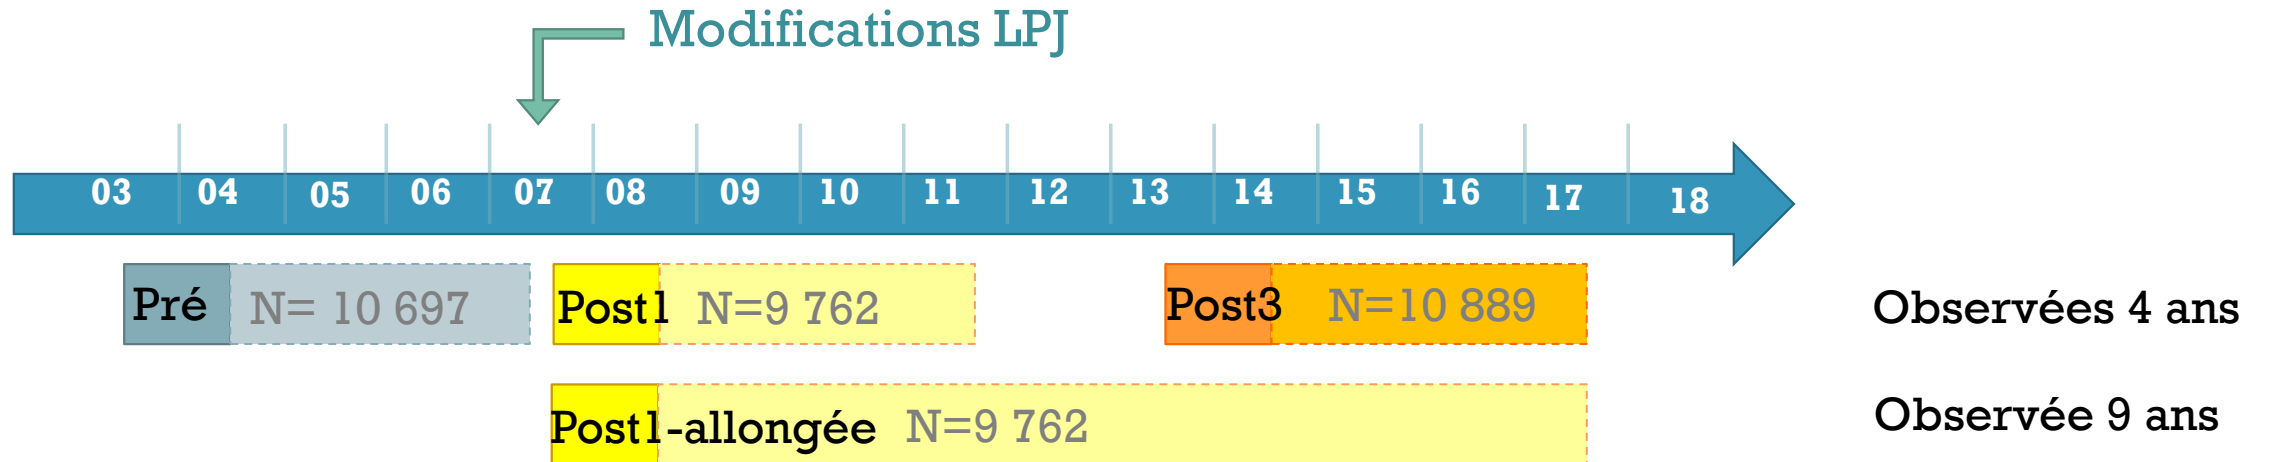 Modifications LPJ
03 04 05 06 07 08 09 10 11 12 13 14 15 16 17 18
Pré N= 10 697 Post1 N=9 762 Post3 N=10 889 Observées 4 ans
Post1-allongée N=9 762 Observée 9 ans